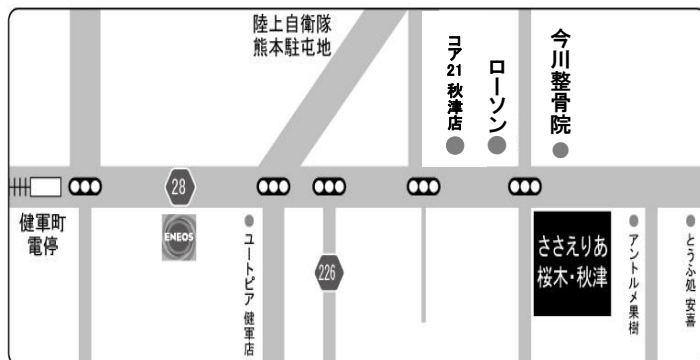 陸上自衛隊
熊本駐屯地
コア21 秋津店
ローソン
今川整骨院
28
健軍町
電停
ENEOS
ユートピア 健軍店
226
ささえりあ
桜木・秋津
アントルメ果樹
とうふ処 安喜